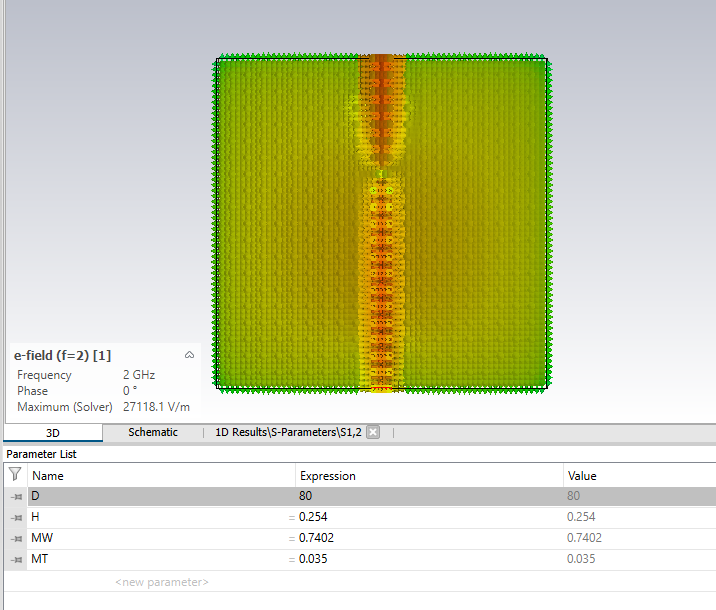 e-field (f=2) [1]
Frequency 2 GHz
Phase 0 °
Maximum (Solver) 27118.1 V/m
3D Schematic 1D Results\S-Parameters\S1,2
Parameter List
Name Expression Value
D 80 80
H = 0.254 0.254
MW = 0.7402 0.7402
MT = 0.035 0.035
<new parameter>